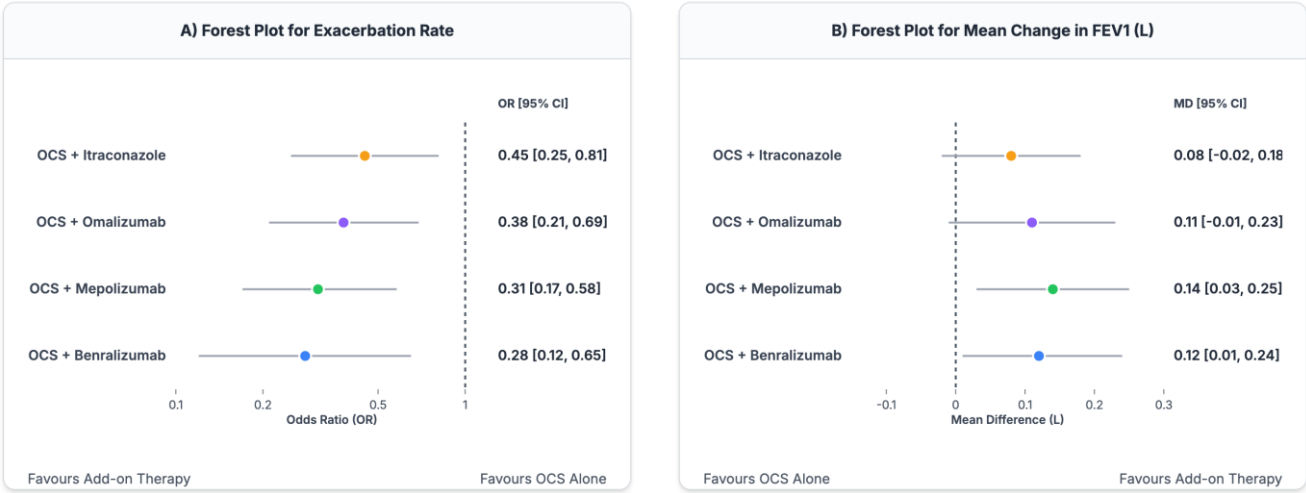 A) Forest Plot for Exacerbation Rate
OR [95% CI]
OCS + Itraconazole 0.45 [0.25, 0.81]
OCS + Omalizumab 0.38 [0.21, 0.69]
OCS + Mepolizumab 0.31 [0.17, 0.58]
OCS + Benralizumab 0.28 [0.12, 0.65]
0.1 0.2 0.5 1
Odds Ratio (OR)
Favours Add-on Therapy Favours OCS Alone
B) Forest Plot for Mean Change in FEV1 (L)
MD [95% CI]
OCS + Itraconazole 0.08 [-0.02, 0.18
OCS + Omalizumab 0.11 [-0.01, 0.23]
OCS + Mepolizumab 0.14 [0.03, 0.25]
OCS + Benralizumab 0.12 [0.01, 0.24]
-0.1 0 0.1 0.2 0.3
Mean Difference (L)
Favours OCS Alone Favours Add-on Therapy